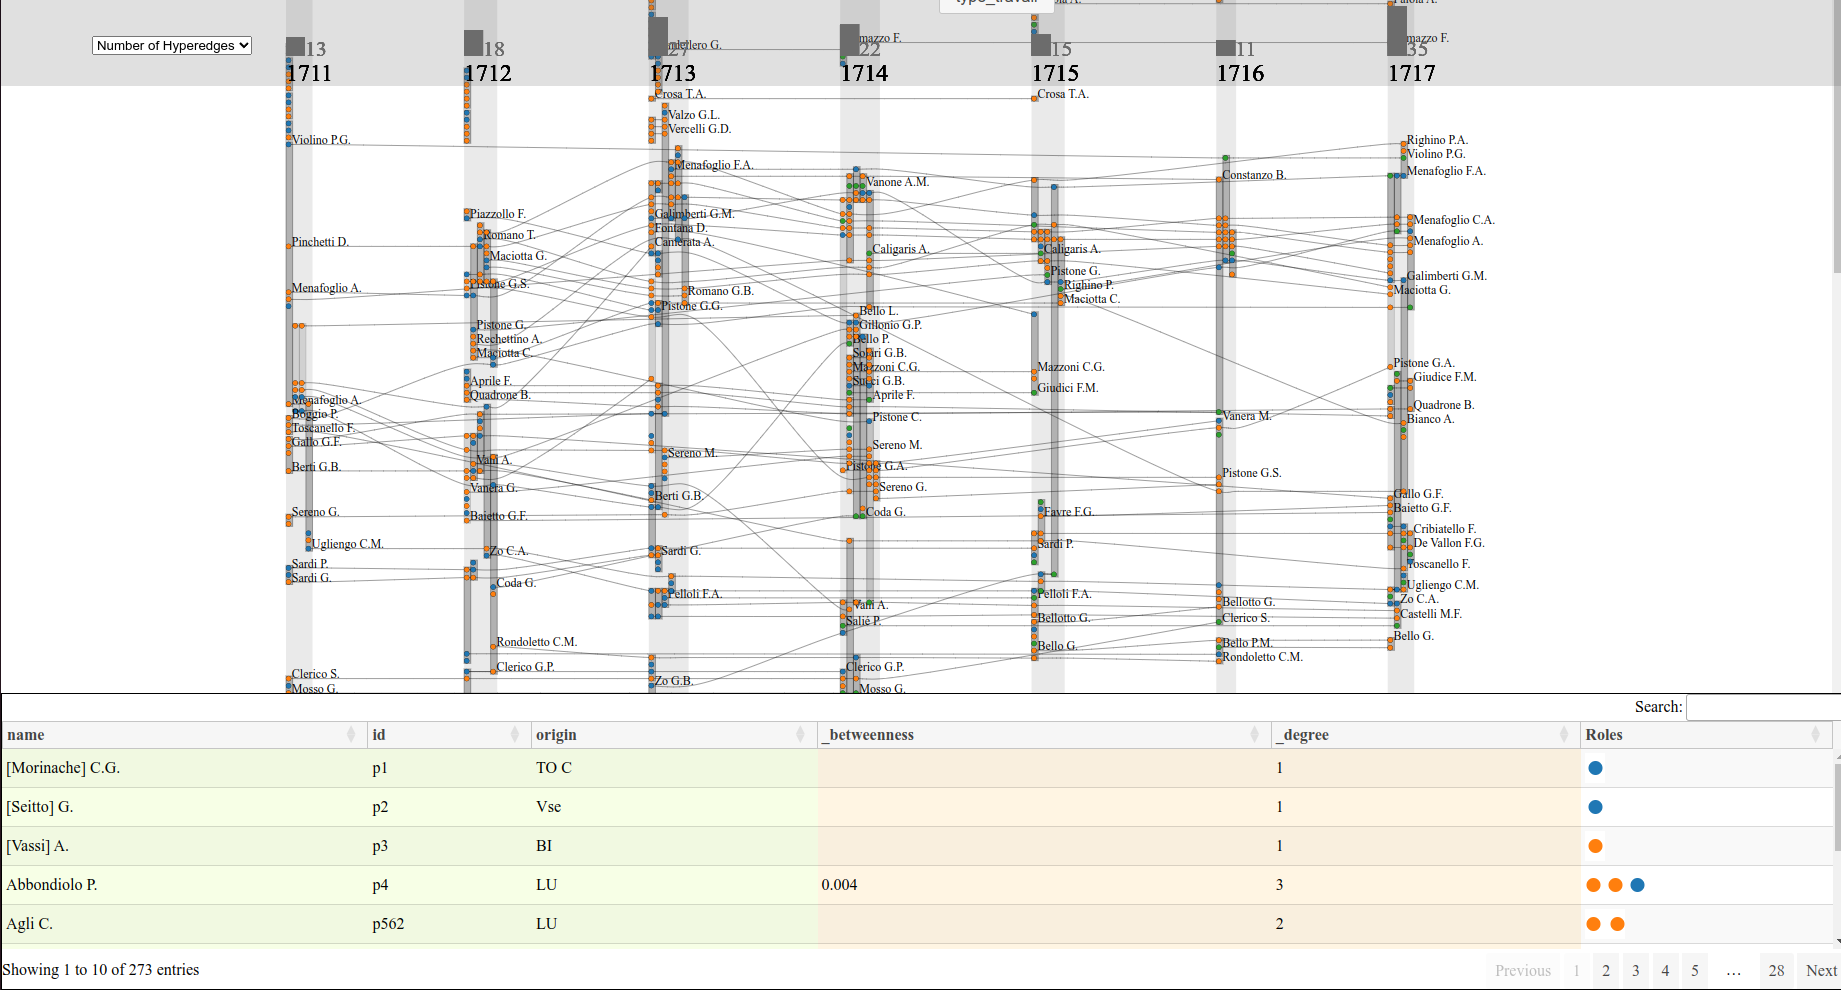 Number of Hyperedges
13
18
27
22
15
11
35
1711
1712
1713
1714
1715
1716
1717
type_travail
mazzo F.
mazzo F.
Crosa T.A.
Crosa T.A.
Valzo G.L.
Vercelli G.D.
Violino P.G.
Righino P.A.
Violino P.G.
Menafoglio F.A.
Menafoglio F.A.
Vanone A.M.
Constanzo B.
Piazzollo F.
Galimberti G.M.
Fontana D.
Camerata A.
Menafoglio C.A.
Romano T.
Pinchetti D.
Menafoglio A.
Maciotta G.
Caligaris A.
Caligaris A.
Pistone G.
Galimberti G.M.
Menafoglio A.
Pistone G.S.
Romano G.B.
Righino P.
Maciotta G.
Maciotta C.
Pistone G.G.
Bello L.
Pistone G.
Gillonio G.P.
Rechettino A.
Bello P.
Maciotta C.
Solari G.B.
Mazzoni C.G.
Mazzoni C.G.
Pistone G.A.
Aprile F.
Succi G.B.
Giudici F.M.
Giudice F.M.
Quadrone B.
Aprile F.
Menafoglio A.
Quadrone B.
Boggio P.
Pistone C.
Vanera M.
Bianco A.
Toscanello F.
Gallo G.F.
Sereno M.
Sereno M.
Berti G.B.
Vani A.
Pistone G.A.
Pistone G.S.
Vanera G.
Sereno G.
Berti G.B.
Gallo G.F.
Sereno G.
Baietto G.F.
Coda G.
Favre F.G.
Baietto G.F.
Ugliengo C.M.
Zo C.A.
Sardi G.
Sardi P.
Cribiatello F.
De Vallon F.G.
Sardi P.
Sardi G.
Coda G.
Toscanello F.
Ugliengo C.M.
Pelloli F.A.
Pelloli F.A.
Zo C.A.
Vani A.
Bellotto G.
Castelli M.F.
Salié P.
Bellotto G.
Clerico S.
Rondoletto C.M.
Bello G.
Bello P.M.
Bello G.
Clerico G.P.
Clerico G.P.
Rondoletto C.M.
Clerico S.
Zo G.B.
Mosso G.
Mosso G.
Search:
name id origin _betweenness _degree Roles
[Morinache] C.G. p1 TO C 1
[Seitto] G. p2 Vse 1
[Vassi] A. p3 BI 1
Abbondiolo P. p4 LU 0.004 3
Agli C. p562 LU 2
Showing 1 to 10 of 273 entries
Previous 1 2 3 4 5 … 28 Next